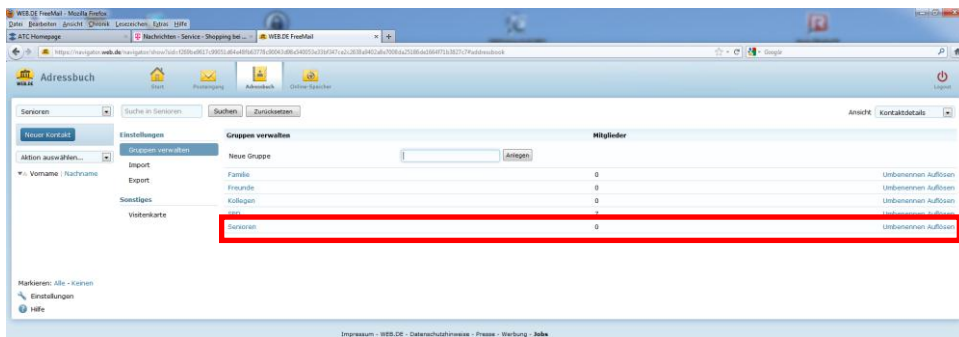 WEB.DE FreeMail - Mozilla Firefox
Datei Bearbeiten Ansicht Chronik Lesezeichen Extras Hilfe
ATC Homepage
Nachrichten - Service - Shopping bei ...
WEB.DE FreeMail
Google
WEB.DE
Adressbuch
Start
Posteingang
Adressbuch
Online-Speicher
Logout
Senioren
Suche in Senioren
Suchen
Zurücksetzen
Ansicht
Kontaktdetails
Neuer Kontakt
Einstellungen
Gruppen verwalten
Mitglieder
Gruppen verwalten
Aktion auswählen...
Neue Gruppe
Anlegen
Import
Vorname | Nachname
Familie 0 Umbenennen Auflösen
Export
Freunde 0 Umbenennen Auflösen
Sonstiges
Kollegen 0 Umbenennen Auflösen
Visitenkarte
Umbenennen Auflösen
Senioren 0 Umbenennen Auflösen
Markieren: Alle - Keinen
Einstellungen
Hilfe
Impressum - WEB.DE - Datenschutzhinweise - Presse - Werbung - Jobs